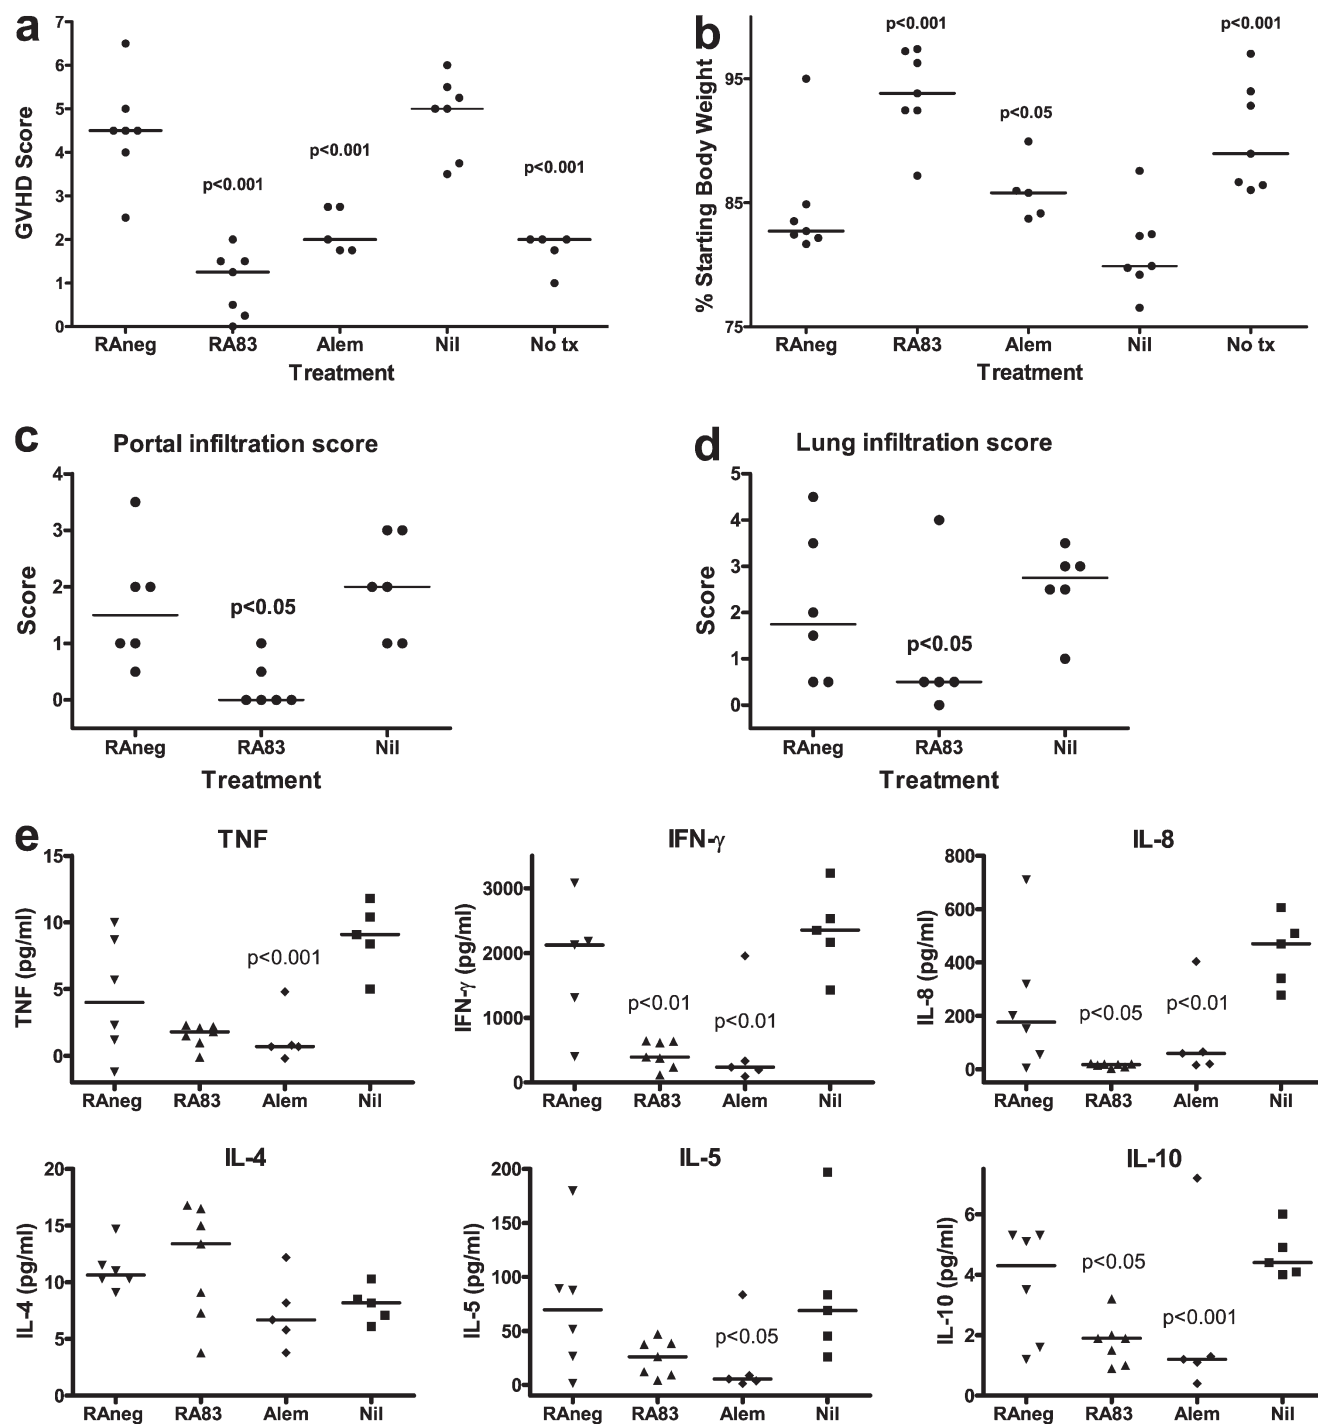 a
7
6
5
4
3
2
1
0
GVHD Score
p<0.001
p<0.001
p<0.001
RAneg RA83 Alem Nil No tx
Treatment
b
95
85
75
% Starting Body Weight
p<0.001
p<0.05
p<0.001
RAneg RA83 Alem Nil No tx
Treatment
c
Portal infiltration score
4
3
2
1
0
Score
p<0.05
RAneg RA83 Nil
Treatment
d
Lung infiltration score
5
4
3
2
1
0
Score
p<0.05
RAneg RA83 Nil
Treatment
e
TNF
15
10
5
0
TNF (pg/ml)
p<0.001
RAneg RA83 Alem Nil
IFN-γ
3000
2000
1000
0
IFN-γ (pg/ml)
p<0.01
p<0.01
RAneg RA83 Alem Nil
IL-8
800
600
400
200
0
IL-8 (pg/ml)
p<0.05
p<0.01
RAneg RA83 Alem Nil
IL-4
20
15
10
5
0
IL-4 (pg/ml)
RAneg RA83 Alem Nil
IL-5
200
150
100
50
0
IL-5 (pg/ml)
p<0.05
RAneg RA83 Alem Nil
IL-10
6
4
2
0
IL-10 (pg/ml)
p<0.05
p<0.001
RAneg RA83 Alem Nil